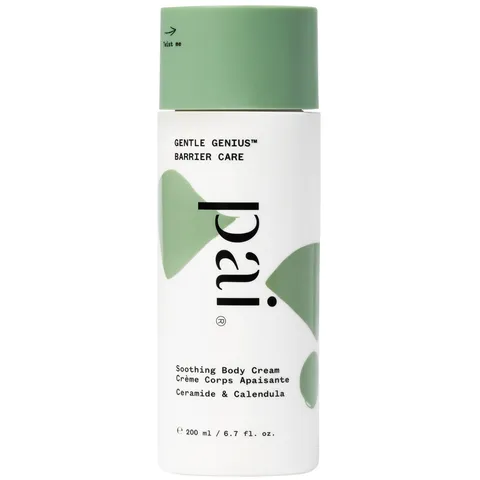 Twist me
GENTLE GENIUS™
BARRIER CARE
pai®
Soothing Body Cream
Crème Corps Apaisante
Ceramide & Calendula
℮ 200 ml / 6.7 fl. oz.